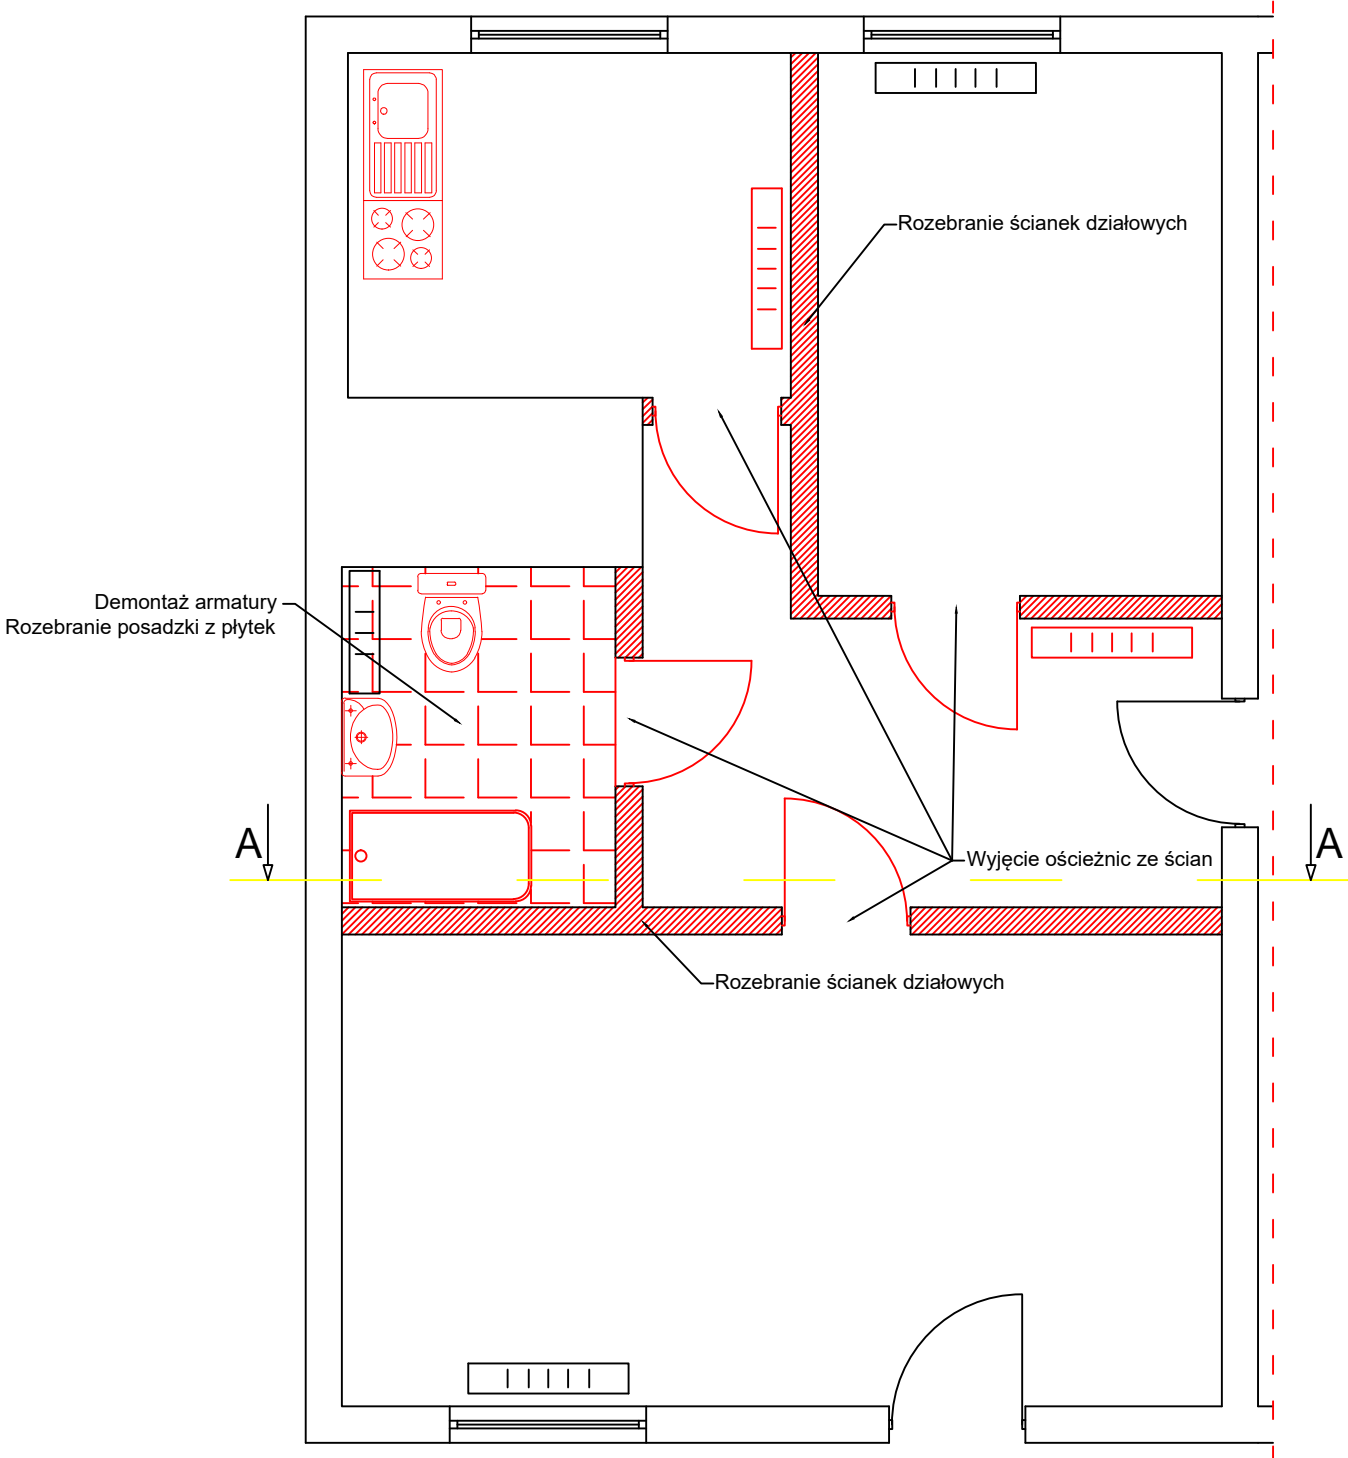 Rozebranie ścianek działowych
Demontaż armatury
Rozebranie posadzki z płytek
A
A
Wyjęcie ościeżnic ze ścian
Rozebranie ścianek działowych